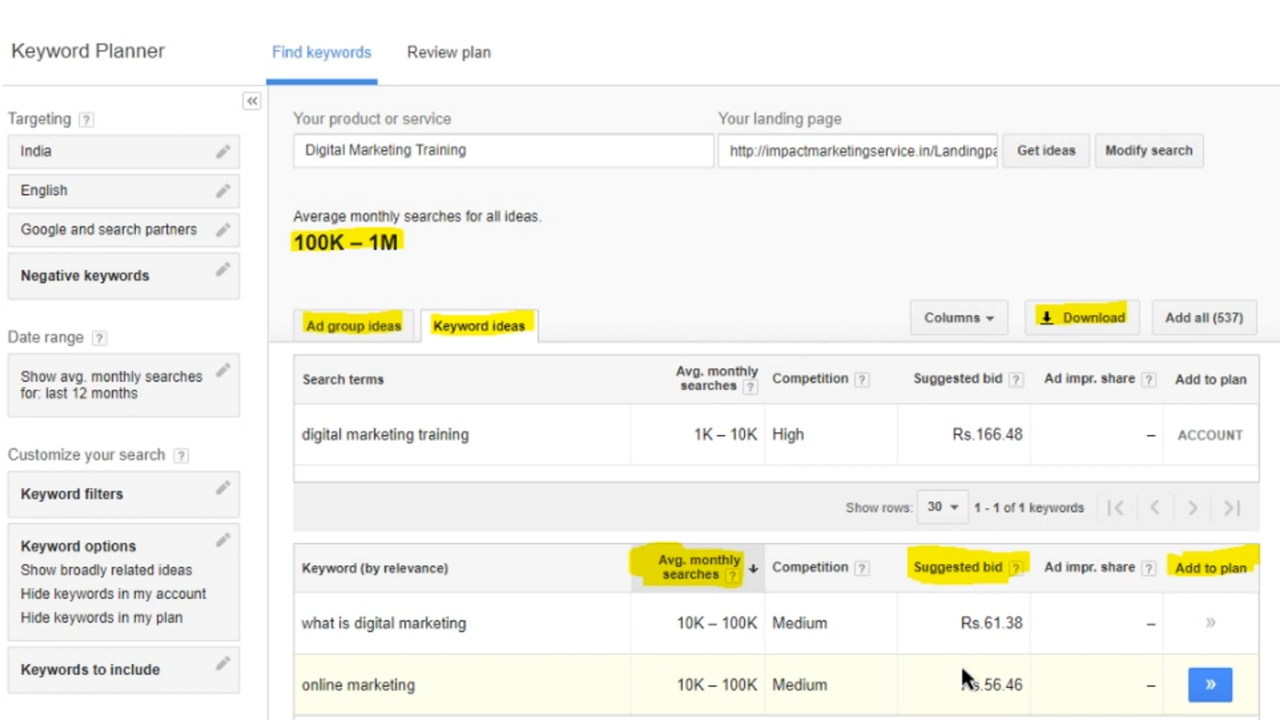 Keyword Planner
Find keywords
Review plan
Targeting ?
India
English
Google and search partners
Negative keywords
Date range ?
Show avg. monthly searches
for: last 12 months
Customize your search ?
Keyword filters
Keyword options
Show broadly related ideas
Hide keywords in my account
Hide keywords in my plan
Keywords to include
Your product or service
Digital Marketing Training
Your landing page
http://impactmarketingservice.in/Landingpa
Get ideas
Modify search
Average monthly searches for all ideas.
100K – 1M
Ad group ideas
Keyword ideas
Columns
Download
Add all (537)
Search terms
Avg. monthly
searches ?
Competition ?
Suggested bid ?
Ad impr. share ?
Add to plan
digital marketing training
1K – 10K
High
Rs.166.48
–
ACCOUNT
Show rows: 30 1 - 1 of 1 keywords
Keyword (by relevance)
Avg. monthly
searches ?
Competition ?
Suggested bid ?
Ad impr. share ?
Add to plan
what is digital marketing
10K – 100K
Medium
Rs.61.38
–
»
online marketing
10K – 100K
Medium
56.46
–
»